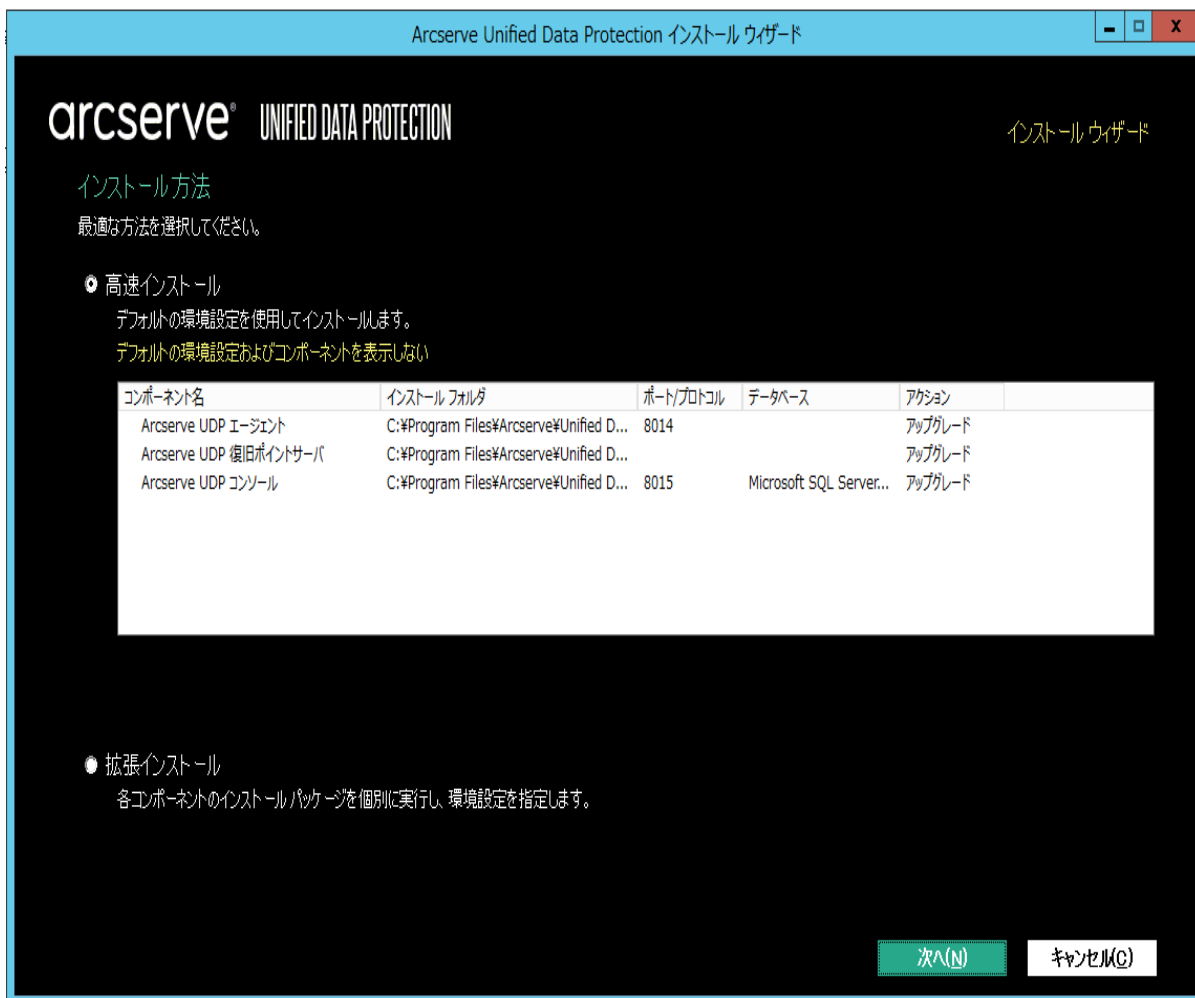 Arcserve Unified Data Protection インストール ウィザード
arcserve® UNIFIED DATA PROTECTION
インストール ウィザード
インストール方法
最適な方法を選択してください。
高速インストール
デフォルトの環境設定を使用してインストールします。
デフォルトの環境設定およびコンポーネントを表示しない
コンポーネント名 インストール フォルダ ポート/プロトコル データベース アクション
Arcserve UDP エージェント C:¥Program Files¥Arcserve¥Unified D... 8014 アップグレード
Arcserve UDP 復旧ポイントサーバ C:¥Program Files¥Arcserve¥Unified D... アップグレード
Arcserve UDP コンソール C:¥Program Files¥Arcserve¥Unified D... 8015 Microsoft SQL Server... アップグレード
拡張インストール
各コンポーネントのインストール パッケージを個別に実行し、環境設定を指定します。
次へ(N) キャンセル(C)